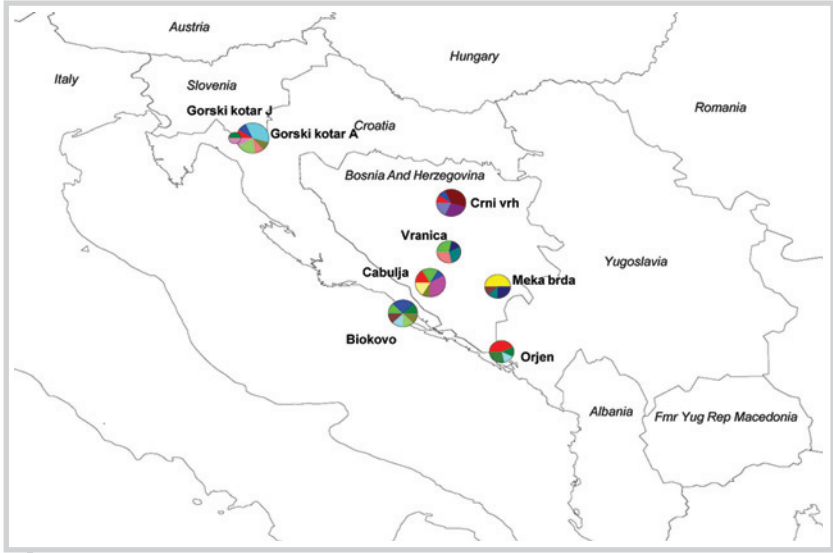 Austria
Hungary
Italy
Slovenia
Romania
Gorski kotar J
Gorski kotar A
Croatia
Bosnia And Herzegovina
Crni vrh
Vranica
Yugoslavia
Cabulja
Meka brda
Biokovo
Orjen
Albania
Fmr Yug Rep Macedonia